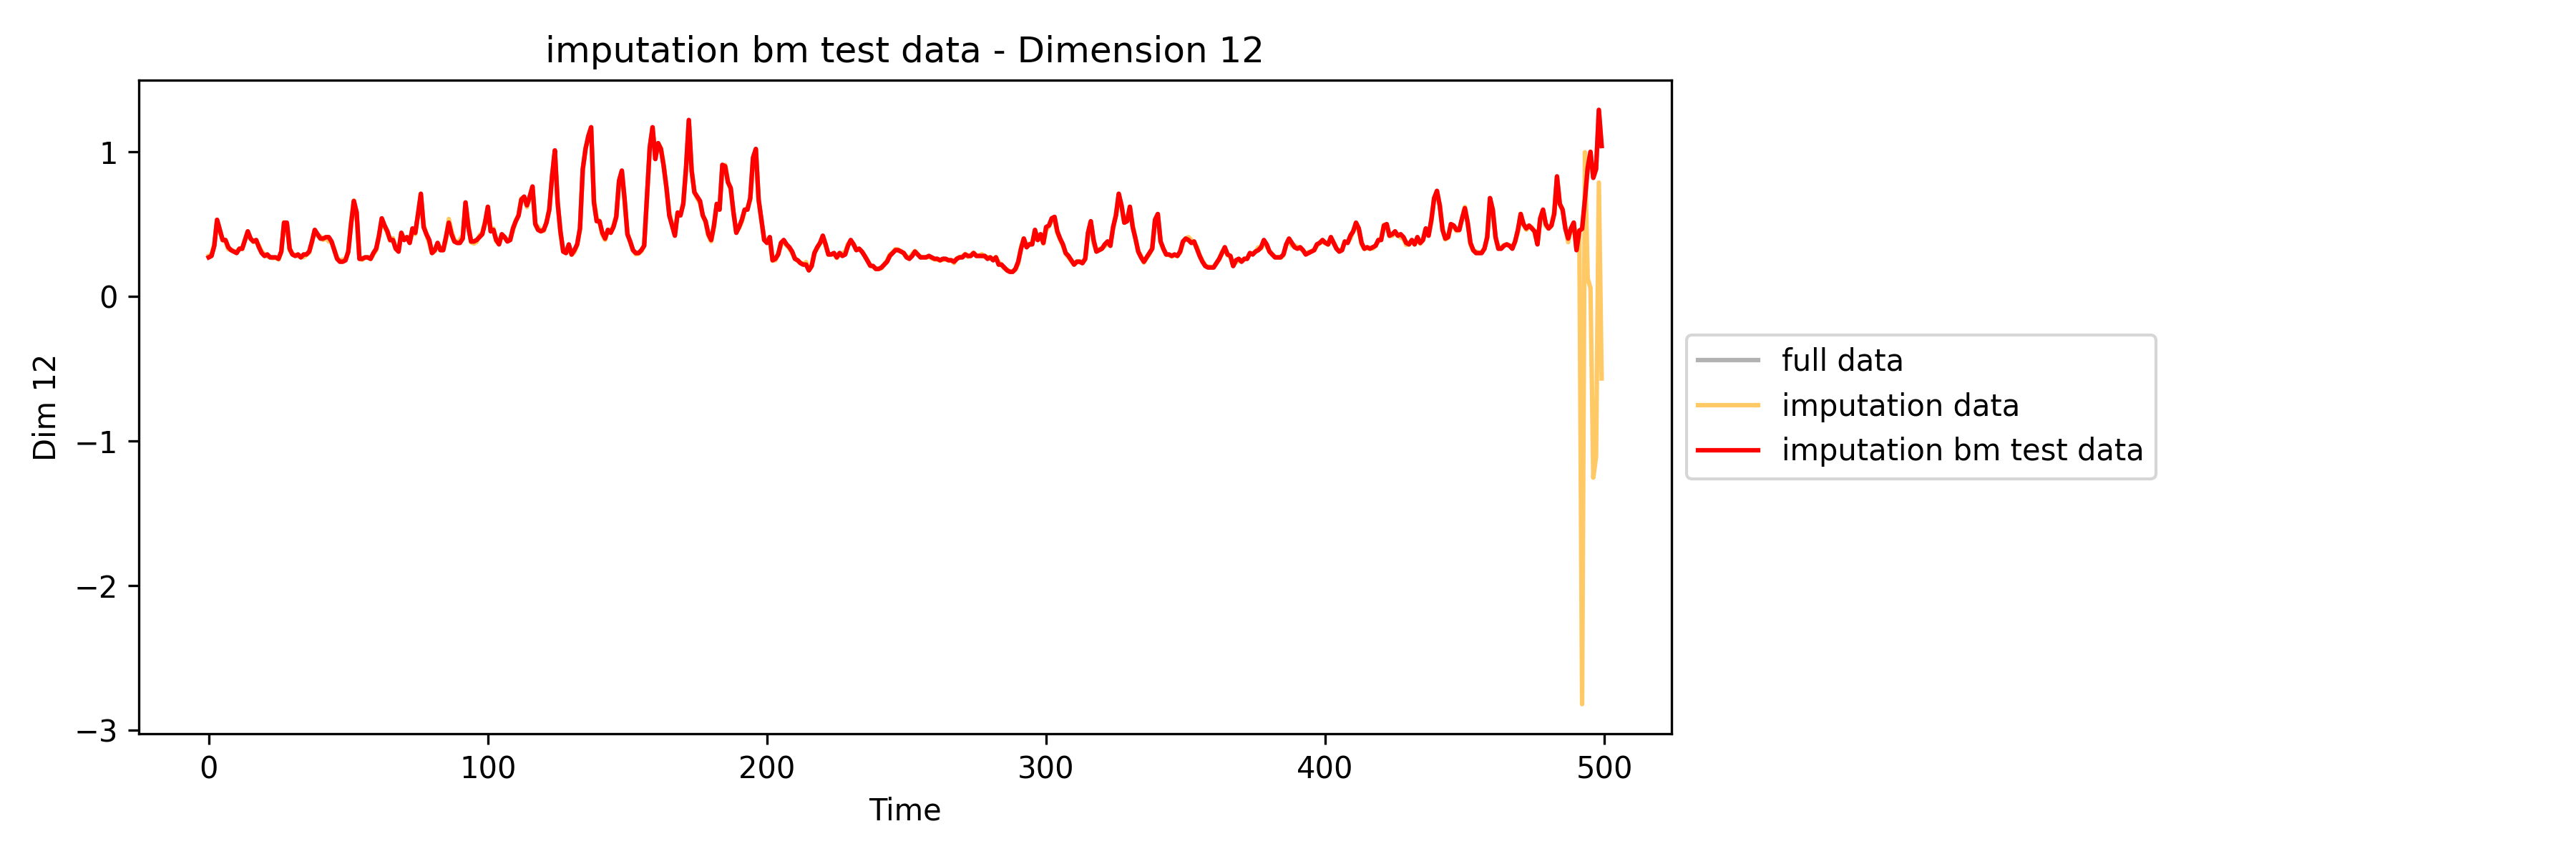 imputation bm test data - Dimension 12
1
0
−1
−2
−3
Dim 12
0 100 200 300 400 500
Time
full data
imputation data
imputation bm test data